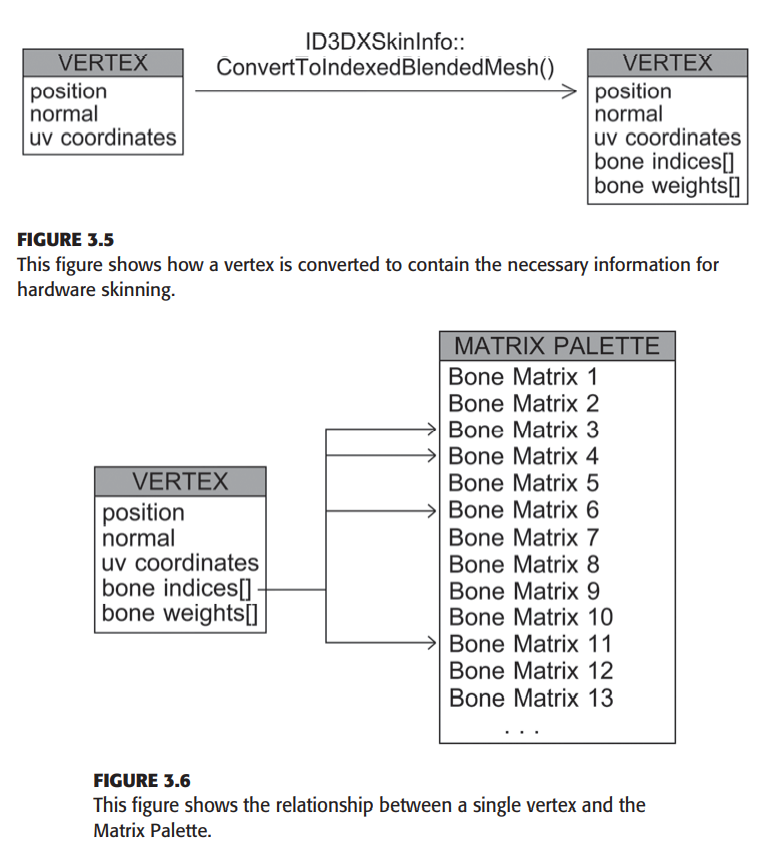 ID3DXSkinInfo::
ConvertToIndexedBlendedMesh()
VERTEX
position
normal
uv coordinates
VERTEX
position
normal
uv coordinates
bone indices[]
bone weights[]
FIGURE 3.5
This figure shows how a vertex is converted to contain the necessary information for
hardware skinning.
VERTEX
position
normal
uv coordinates
bone indices[]
bone weights[]
MATRIX PALETTE
Bone Matrix 1
Bone Matrix 2
Bone Matrix 3
Bone Matrix 4
Bone Matrix 5
Bone Matrix 6
Bone Matrix 7
Bone Matrix 8
Bone Matrix 9
Bone Matrix 10
Bone Matrix 11
Bone Matrix 12
Bone Matrix 13
. . .
FIGURE 3.6
This figure shows the relationship between a single vertex and the
Matrix Palette.